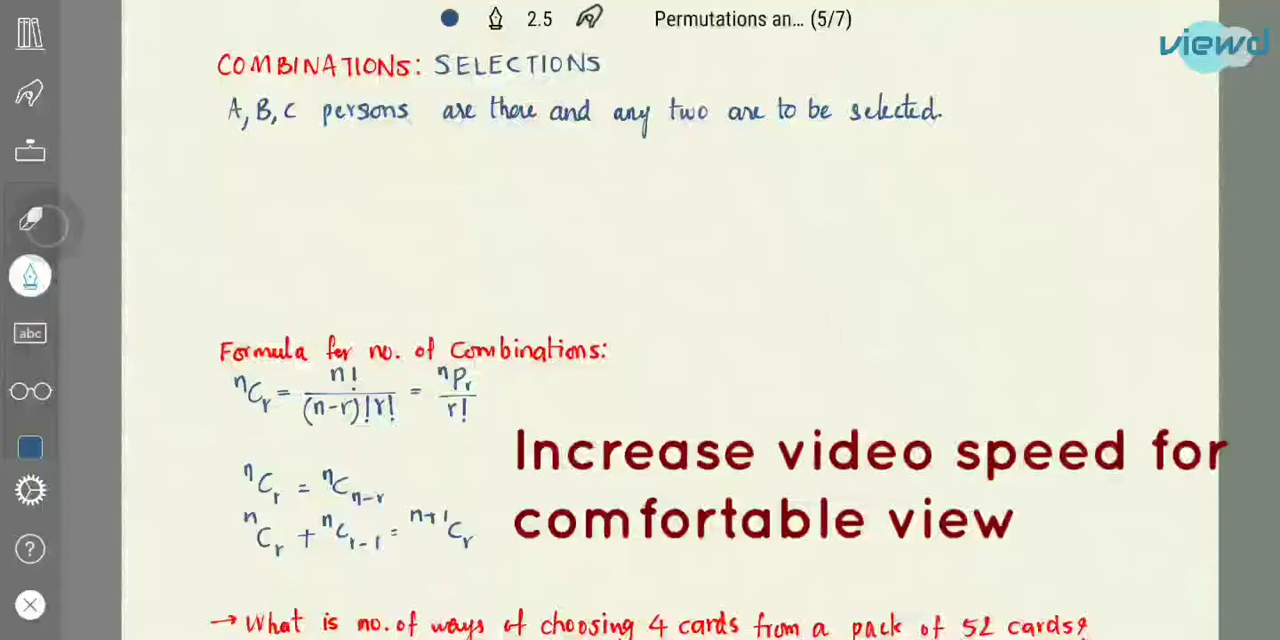 2.5 Permutations an... (5/7)
viewd
COMBINATIONS: SELECTIONS
A, B, C persons are there and any two are to be selected.
abc
Formula for no. of Combinations:
ⁿCᵣ = n! / (n-r)! r! = ⁿPᵣ / r!
Increase video speed for
comfortable view
ⁿCᵣ = ⁿCₙ₋ᵣ
ⁿCᵣ + ⁿCᵣ₋₁ = ⁿ⁺¹Cᵣ
→ What is no. of ways of choosing 4 cards from a pack of 52 cards?